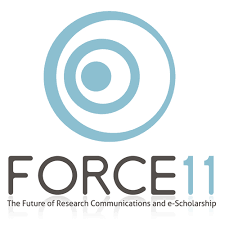 FORCE11
The Future of Research Communications and e-Scholarship